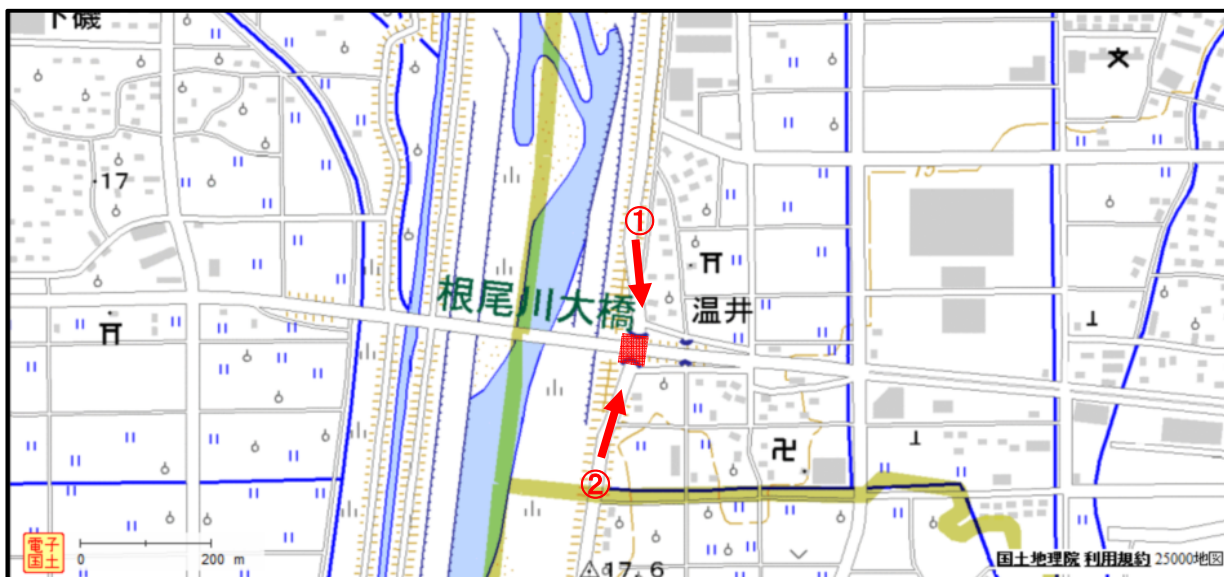 下磯
17
15
①
根尾川大橋
温井
②
電子
国土
0 200 m
17.6
国土地理院 利用規約 25000地図